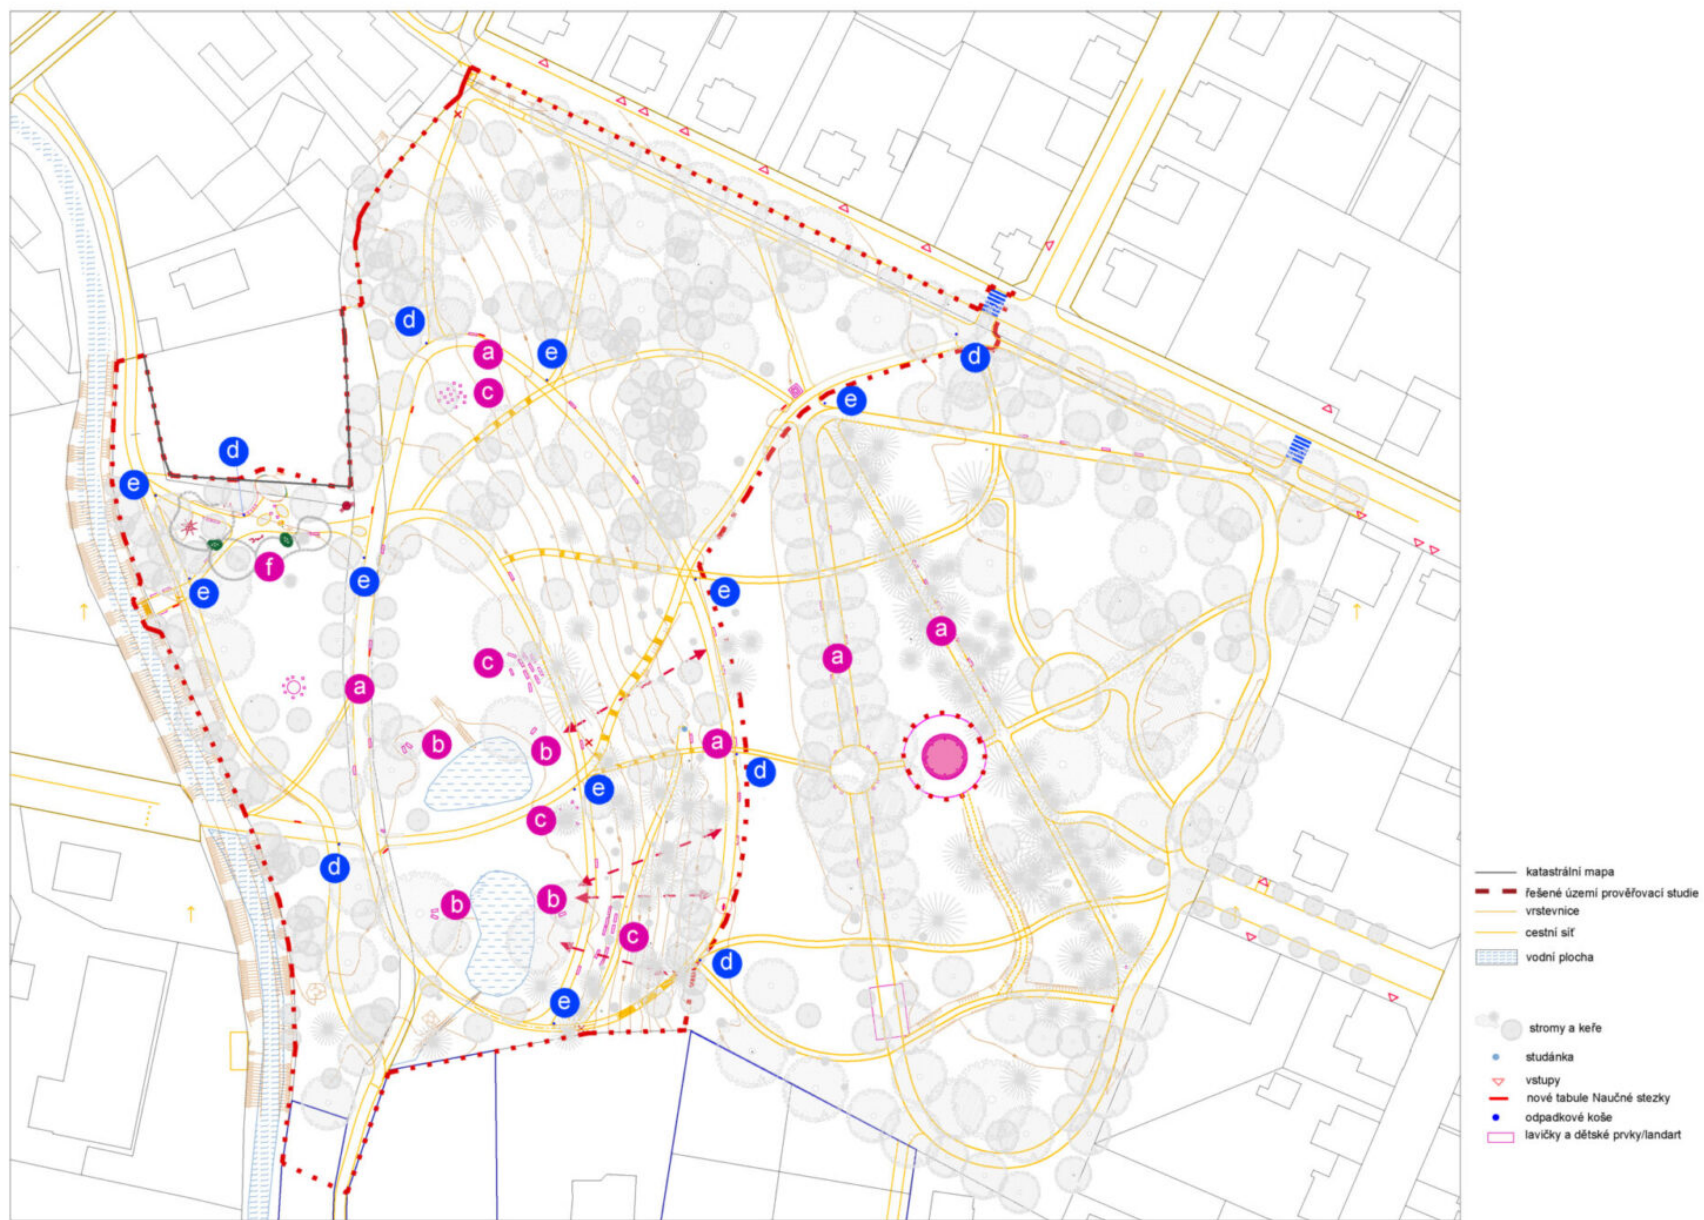 d
a
e
c
d
e
d
e
f
e
e
c
a
a
a
e
b
b
a
d
e
c
d
b
b
c
d
e
katastrální mapa
řešené území prověřovací studie
vrstevnice
cestní síť
vodní plocha
stromy a keře
studánka
vstupy
nové tabule Naučné stezky
odpadkové koše
lavičky a dětské prvky/landart